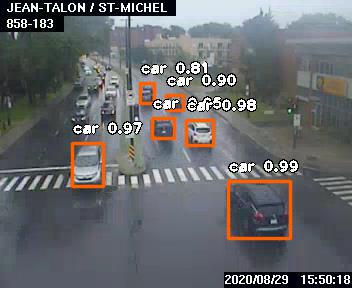 JEAN-TALON / ST-MICHEL
858-183
car 0.81
car 0.90
car 0.98
car 0.97
car 0.99
2020/08/29 15:50:18